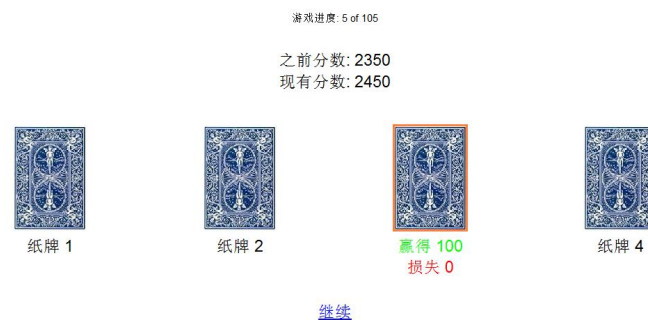 游戏进度: 5 of 105
之前分数: 2350
现有分数: 2450
纸牌 1
纸牌 2
赢得 100
损失 0
纸牌 4
继续